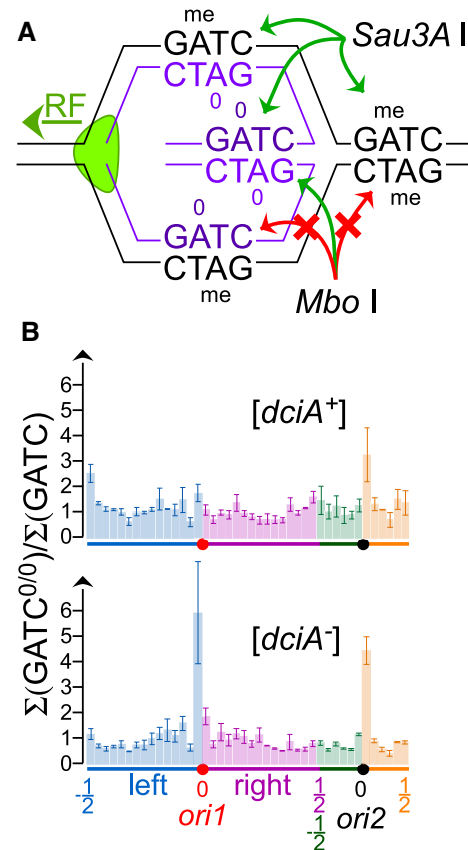 A
me
Sau3A I
GATC
CTAG
0
RF
0
me
GATC
GATC
CTAG
CTAG
0
0
me
GATC
CTAG
me
Mbo I
B
Σ(GATC0/0)/Σ(GATC)
[dciA+]
6
5
4
3
2
1
0
[dciA-]
6
5
4
3
2
1
0
-1/2
left
0
right
1/2
0
1/2
ori1
-1/2
ori2